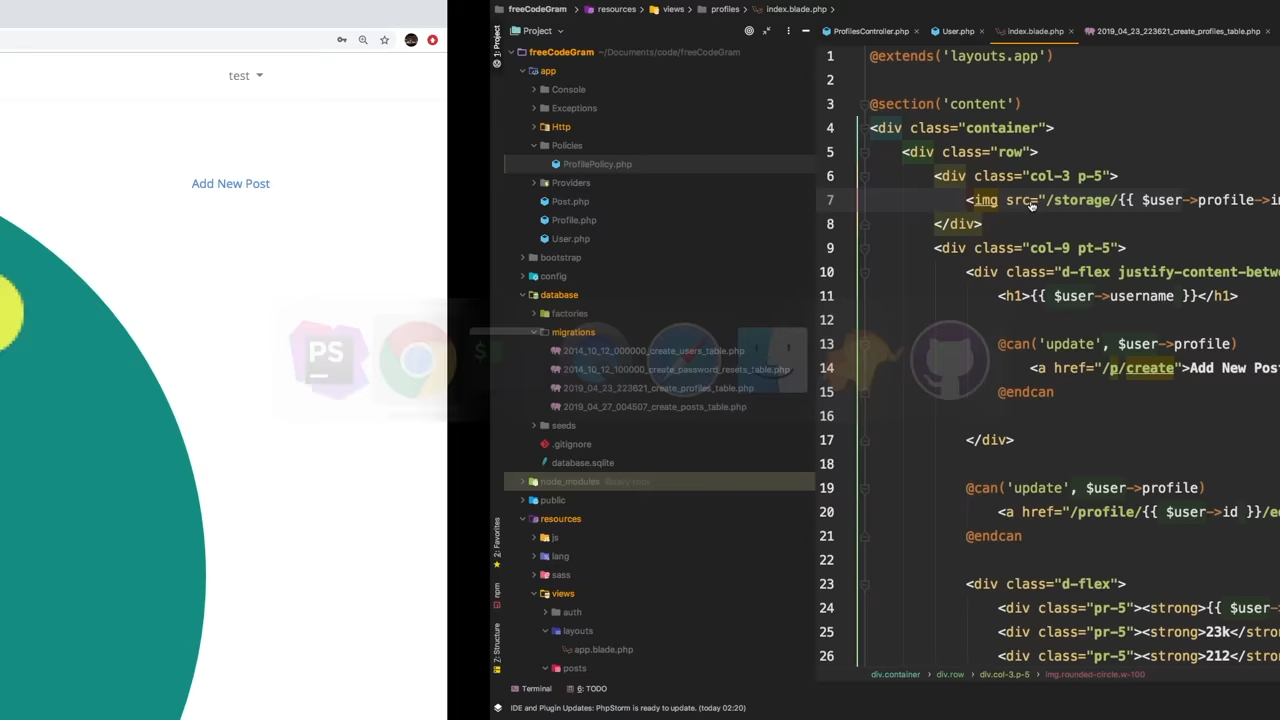 test
Add New Post
freeCodeGram
resources
views
profiles
index.blade.php
Project
ProfilesController.php
User.php
index.blade.php
2019_04_23_223621_create_profiles_table.php
1: Project
freeCodeGram ~/Documents/code/freeCodeGram
app
Console
Exceptions
Http
Policies
ProfilePolicy.php
Providers
Post.php
Profile.php
User.php
bootstrap
config
database
factories
migrations
2014_10_12_000000_create_users_table.php
2014_10_12_100000_create_password_resets_table.php
2019_04_23_223621_create_profiles_table.php
2019_04_27_004507_create_posts_table.php
seeds
.gitignore
database.sqlite
node_modules library root
public
resources
js
lang
sass
views
auth
layouts
app.blade.php
posts
2: Favorites
npm
7: Structure
PS
$
1 @extends('layouts.app')
2
3 @section('content')
4 <div class="container">
5 <div class="row">
6 <div class="col-3 p-5">
7 <img src="/storage/{{ $user->profile->i
8 </div>
9 <div class="col-9 pt-5">
10 <div class="d-flex justify-content-betw
11 <h1>{{ $user->username }}</h1>
12
13 @can('update', $user->profile)
14 <a href="/p/create">Add New Pos
15 @endcan
16
17 </div>
18
19 @can('update', $user->profile)
20 <a href="/profile/{{ $user->id }}/e
21 @endcan
22
23 <div class="d-flex">
24 <div class="pr-5"><strong>{{ $user-
25 <div class="pr-5"><strong>23k</stro
26 <div class="pr-5"><strong>212</stro
div.container
div.row
div.col-3.p-5
img.rounded-circle.w-100
Terminal
6: TODO
IDE and Plugin Updates: PhpStorm is ready to update. (today 02:20)